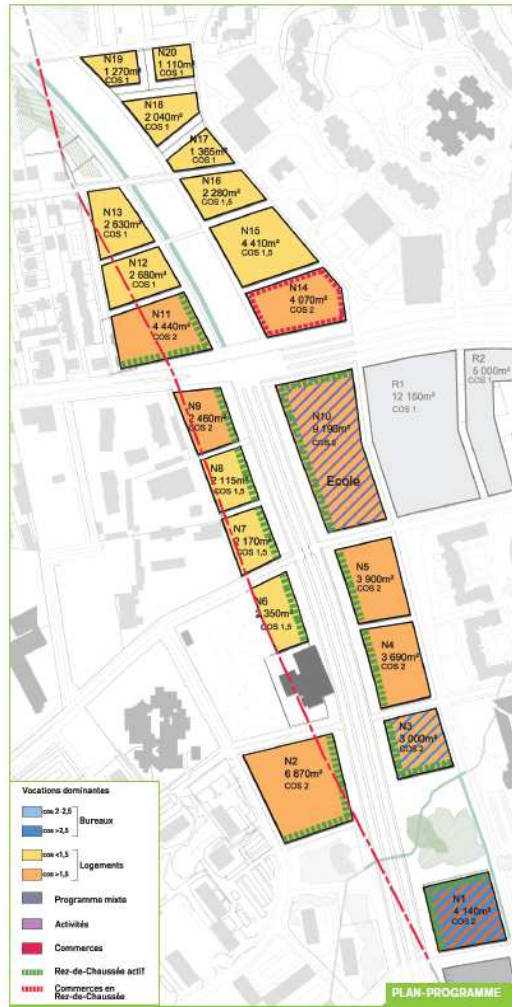 N19
1 270m²
COS 1
N20
1 110m²
COS 1
N18
2 040m²
COS 1
N17
1 365m²
COS 1
N16
2 280m²
COS 1,5
N13
2 630m²
COS 1
N15
4 410m²
COS 1,5
N12
2 680m²
COS 1
N14
4 070m²
COS 2
N11
4 440m²
COS 2
R2
5 000m²
COS 1
R1
12 150m²
COS 1
N9
2 460m²
COS 2
N10
9 196m²
COS 2
Ecole
N8
2 115m²
COS 1,5
N7
2 170m²
COS 1,5
N5
3 900m²
COS 2
N6
2 350m²
COS 1,5
N4
3 690m²
COS 2
N3
3 000m²
COS 2
N2
6 870m²
COS 2
N1
4 140m²
COS 2
Vocations dominantes
cos 2-2,5
cos >2,5
Bureaux
cos <1,5
cos >1,5
Logements
Programme mixte
Activités
Commerces
Rez-de-Chaussée actif
Commerces en
Rez-de-Chaussée
PLAN-PROGRAMME